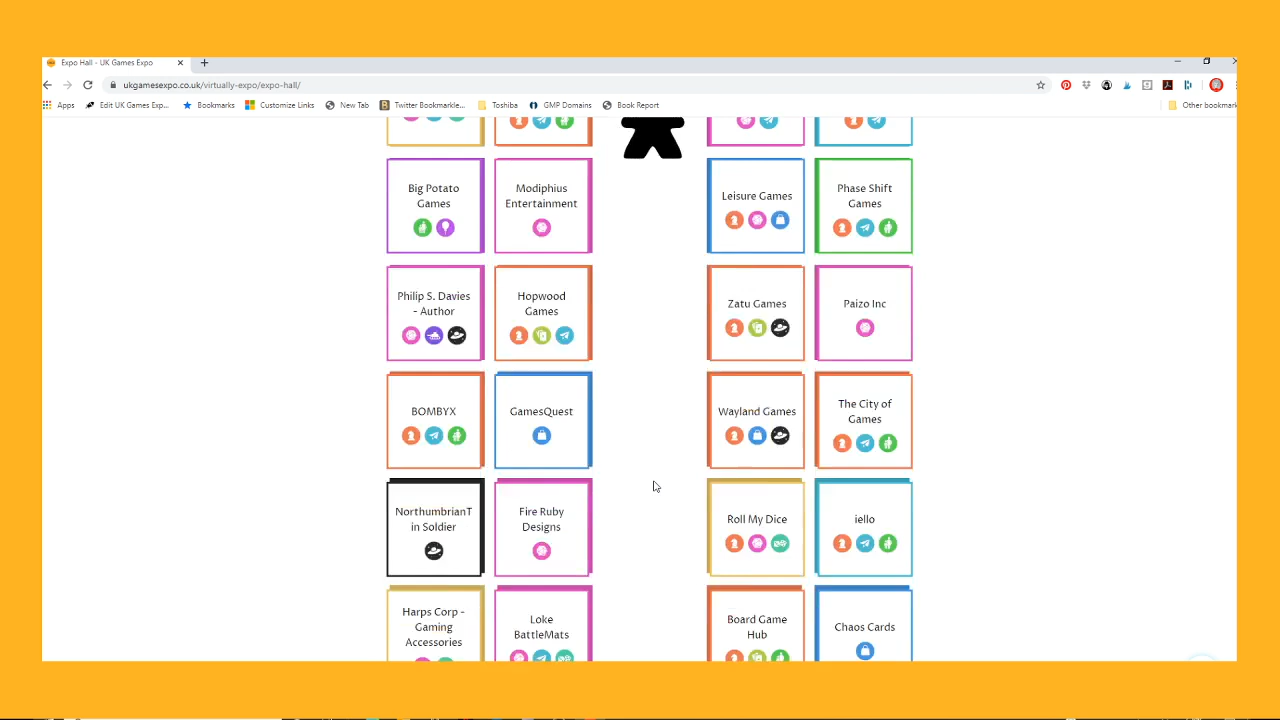 Expo Hall - UK Games Expo
ukgamesexpo.co.uk/virtually-expo/expo-hall/
Apps
Edit UK Games Exp...
Bookmarks
Customize Links
New Tab
Twitter Bookmarkle...
Toshiba
GMP Domains
Book Report
Other bookmark
Big Potato
Games
Modiphius
Entertainment
Leisure Games
Phase Shift
Games
Philip S. Davies
- Author
Hopwood
Games
Zatu Games
Paizo Inc
BOMBYX
GamesQuest
Wayland Games
The City of
Games
NorthumbrianT
in Soldier
Fire Ruby
Designs
Roll My Dice
iello
Harps Corp -
Gaming
Accessories
Loke
BattleMats
Board Game
Hub
Chaos Cards